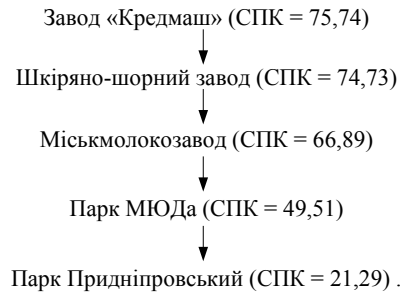 Завод «Кредмаш» (СПК = 75,74)
Шкіряно-шорний завод (СПК = 74,73)
Міськмолокозавод (СПК = 66,89)
Парк МЮДа (СПК = 49,51)
Парк Придніпровський (СПК = 21,29) .